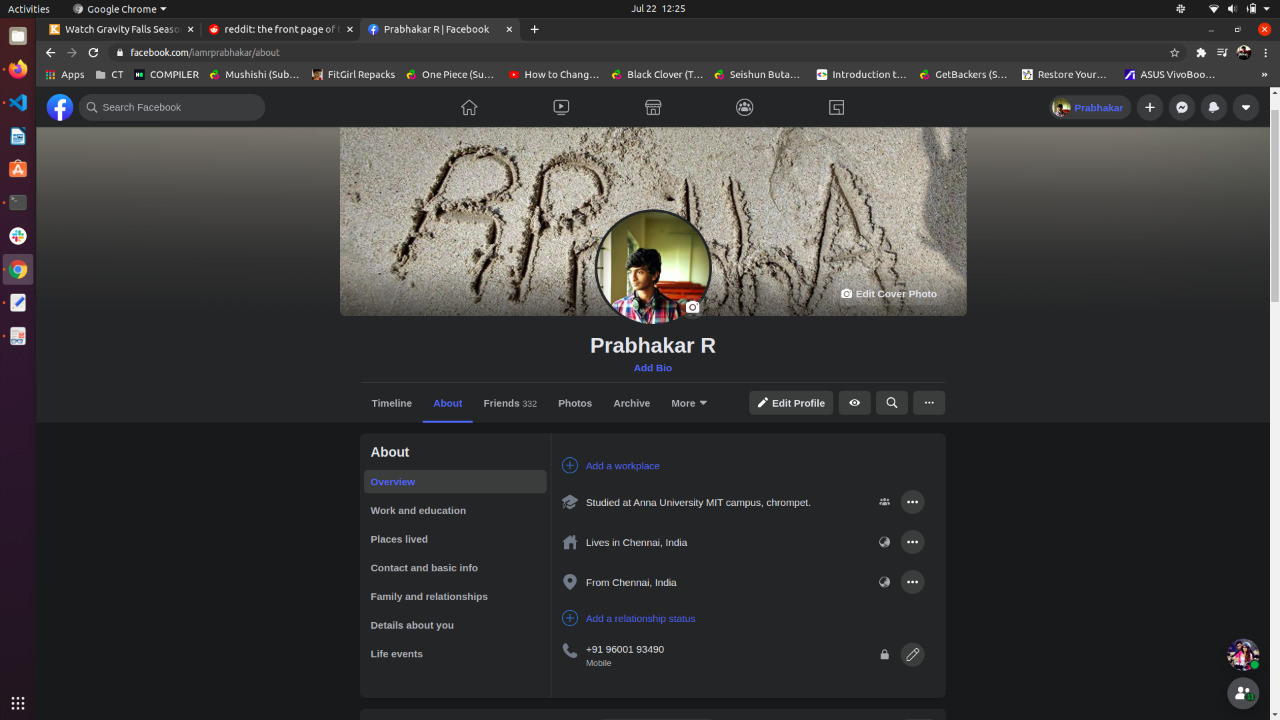 Activities
Google Chrome
Jul 22 12:25
Watch Gravity Falls Seaso
reddit: the front page of t
Prabhakar R | Facebook
facebook.com/iamrprabhakar/about
Apps
CT
COMPILER
Mushishi (Sub…
FitGirl Repacks
One Piece (Su…
How to Chang…
Black Clover (T…
Seishun Buta…
Introduction t…
GetBackers (S…
Restore Your…
ASUS VivoBoo…
»
Search Facebook
Prabhakar
Edit Cover Photo
Prabhakar R
Add Bio
Timeline
About
Friends 332
Photos
Archive
More
Edit Profile
About
Overview
Work and education
Places lived
Contact and basic info
Family and relationships
Details about you
Life events
Add a workplace
Studied at Anna University MIT campus, chrompet.
Lives in Chennai, India
From Chennai, India
Add a relationship status
+91 96001 93490
Mobile